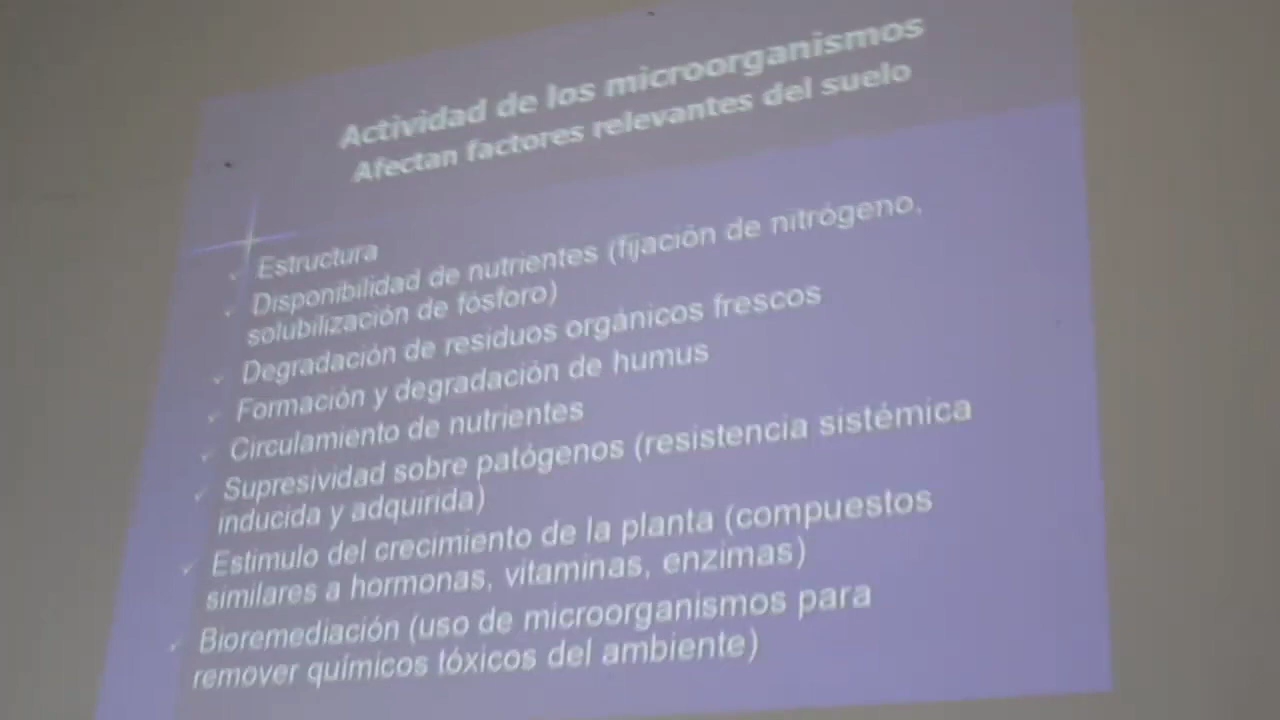 Actividad de los microorganismos
Afectan factores relevantes del suelo
Estructura
Disponibilidad de nutrientes (fijación de nitrógeno,
solubilización de fósforo)
Degradación de residuos orgánicos frescos
Formación y degradación de humus
Circulamiento de nutrientes
Supresividad sobre patógenos (resistencia sistémica
inducida y adquirida)
Estimulo del crecimiento de la planta (compuestos
similares a hormonas, vitaminas, enzimas)
Bioremediación (uso de microorganismos para
remover químicos tóxicos del ambiente)